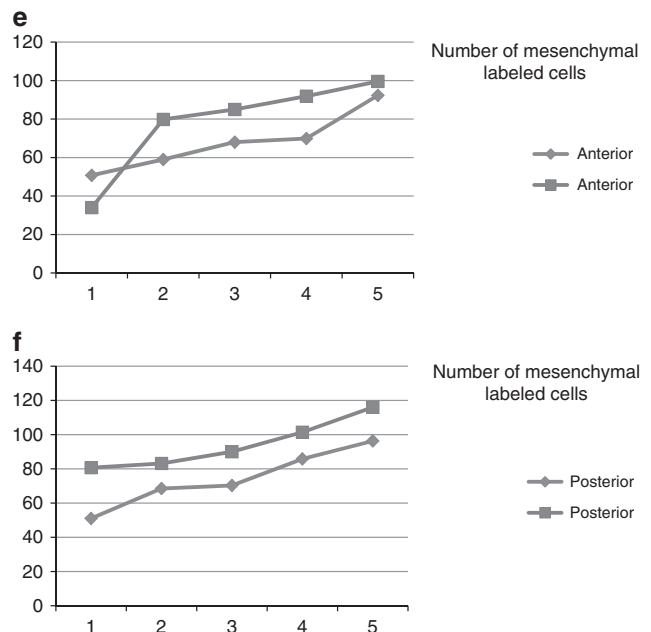 e
Number of mesenchymal
labeled cells
120
100
80
60
40
20
0
1 2 3 4 5
Anterior
Anterior
f
Number of mesenchymal
labeled cells
140
120
100
80
60
40
20
0
1 2 3 4 5
Posterior
Posterior